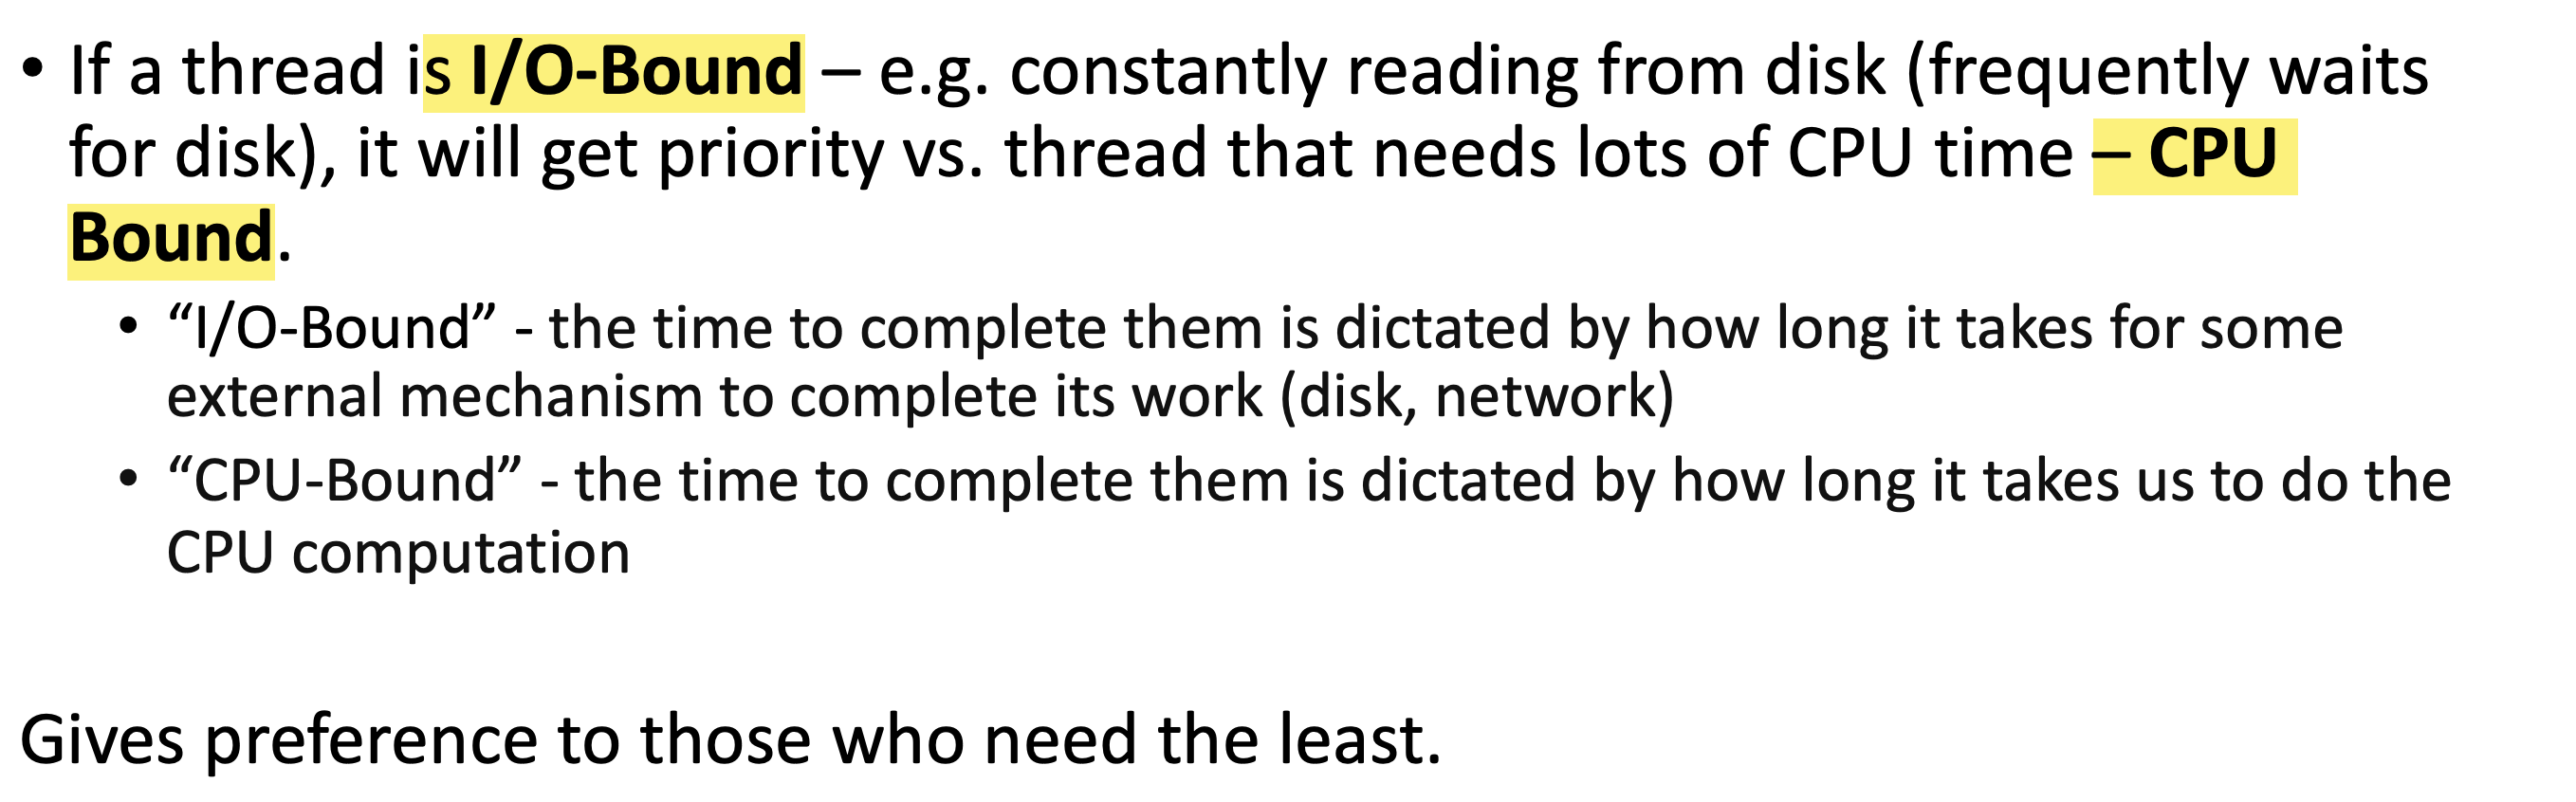 • If a thread is I/O-Bound – e.g. constantly reading from disk (frequently waits
for disk), it will get priority vs. thread that needs lots of CPU time – CPU
Bound.
• “I/O-Bound” - the time to complete them is dictated by how long it takes for some
external mechanism to complete its work (disk, network)
• “CPU-Bound” - the time to complete them is dictated by how long it takes us to do the
CPU computation
Gives preference to those who need the least.